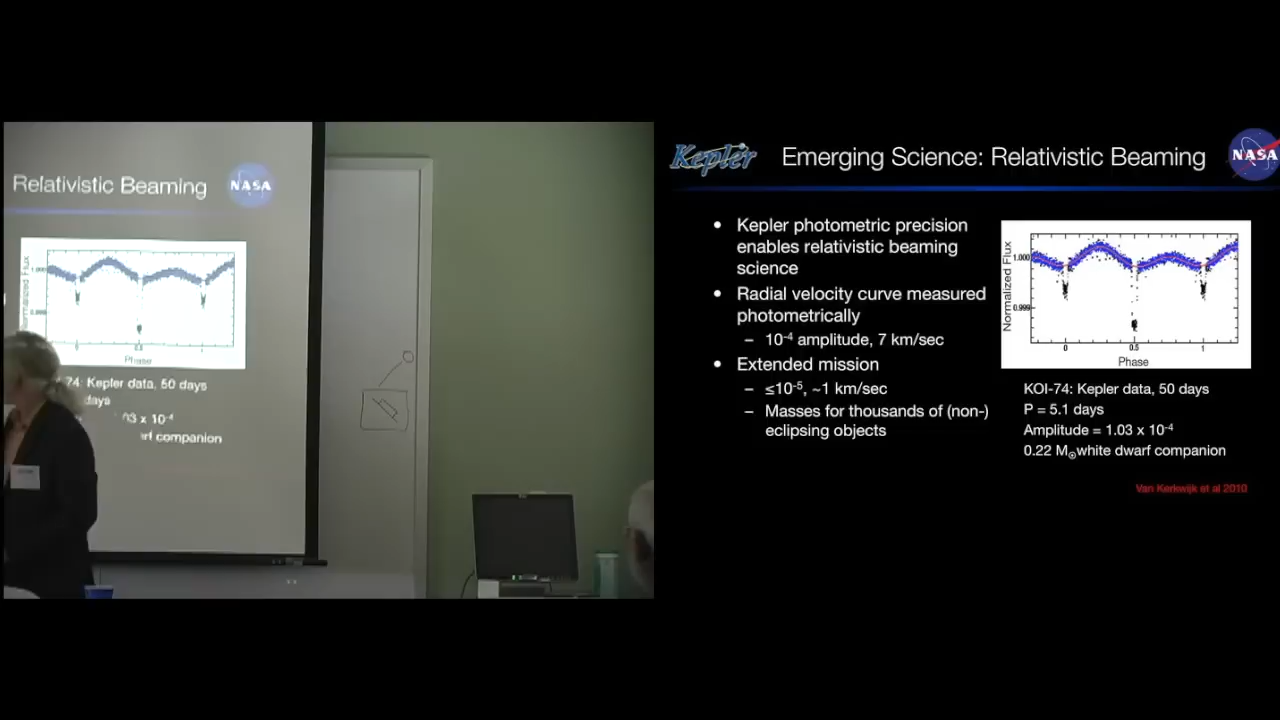 Relativistic Beaming
NASA
1.000
0.999
Phase
74: Kepler data, 50 days
days
03 x 10-4
companion
Kepler
Emerging Science: Relativistic Beaming
NASA
• Kepler photometric precision
enables relativistic beaming
science
• Radial velocity curve measured
photometrically
– 10-4 amplitude, 7 km/sec
• Extended mission
– ≤10-5, ~1 km/sec
– Masses for thousands of (non-)
eclipsing objects
Normalized Flux
1.000
0.999
0 0.5 1
Phase
KOI-74: Kepler data, 50 days
P = 5.1 days
Amplitude = 1.03 x 10-4
0.22 M⊙white dwarf companion
Van Kerkwijk et al 2010